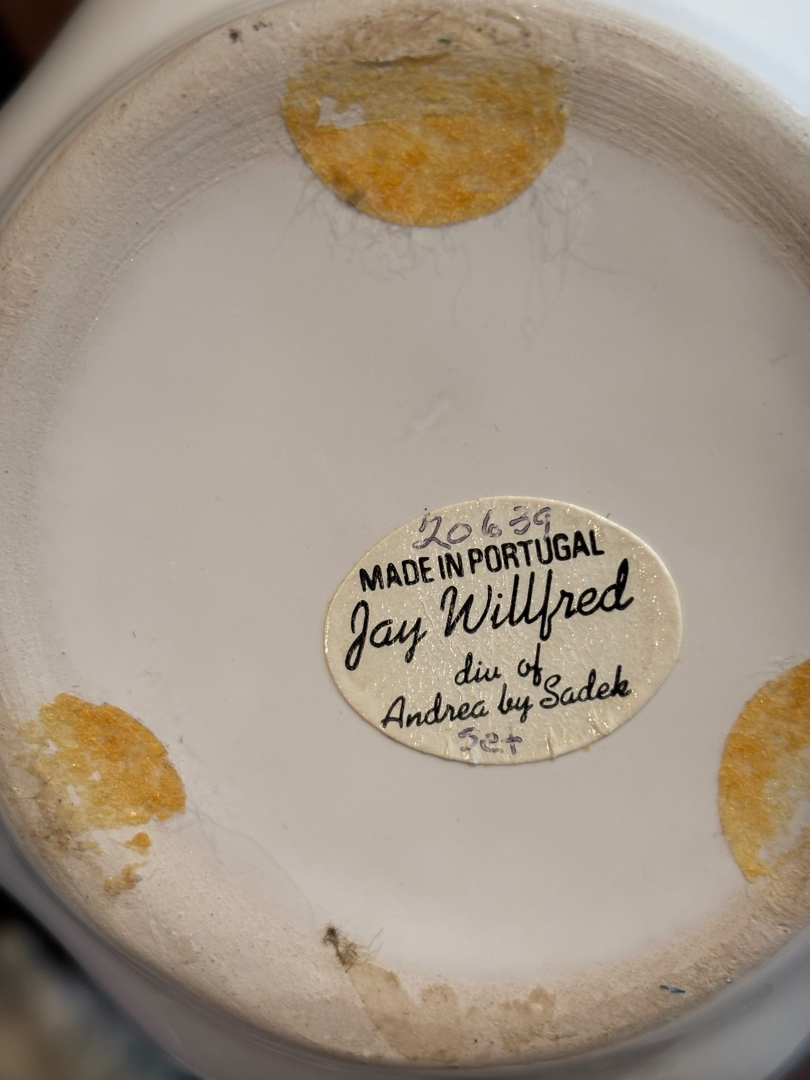 20639
MADE IN PORTUGAL
Jay Willfred
div of
Andrea by Sadek
Set